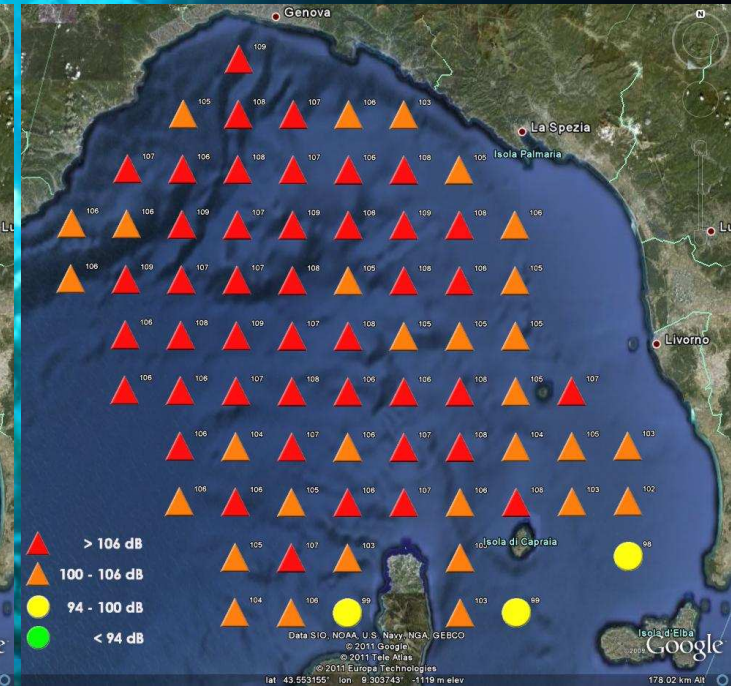 Genova
N
109
105 108 107 106 103
La Spezia
Isola Palmaria
107 106 108 107 106 108 105
106 106 109 107 109 108 109 108 106
Lu
Lu
106 109 107 107 108 105 108 106 105
106 108 109 107 108 105 105 105
Livorno
106 106 107 108 106 106 108 105 107
106 104 107 106 107 108 104 105 103
106 106 105 106 107 106 108 103 102
> 106 dB
105 107 103
Isola di Capraia
98
100 - 106 dB
94 - 100 dB
104 106 99 103 99
< 94 dB
Isola d'Elba
Data SIO, NOAA, U.S. Navy, NGA, GEBCO
© 2011 Google
© 2011 Tele Atlas
© 2011 Europa Technologies
Google
lat 43.553155° lon 9.303743° -1119 m elev
178.02 km Alt